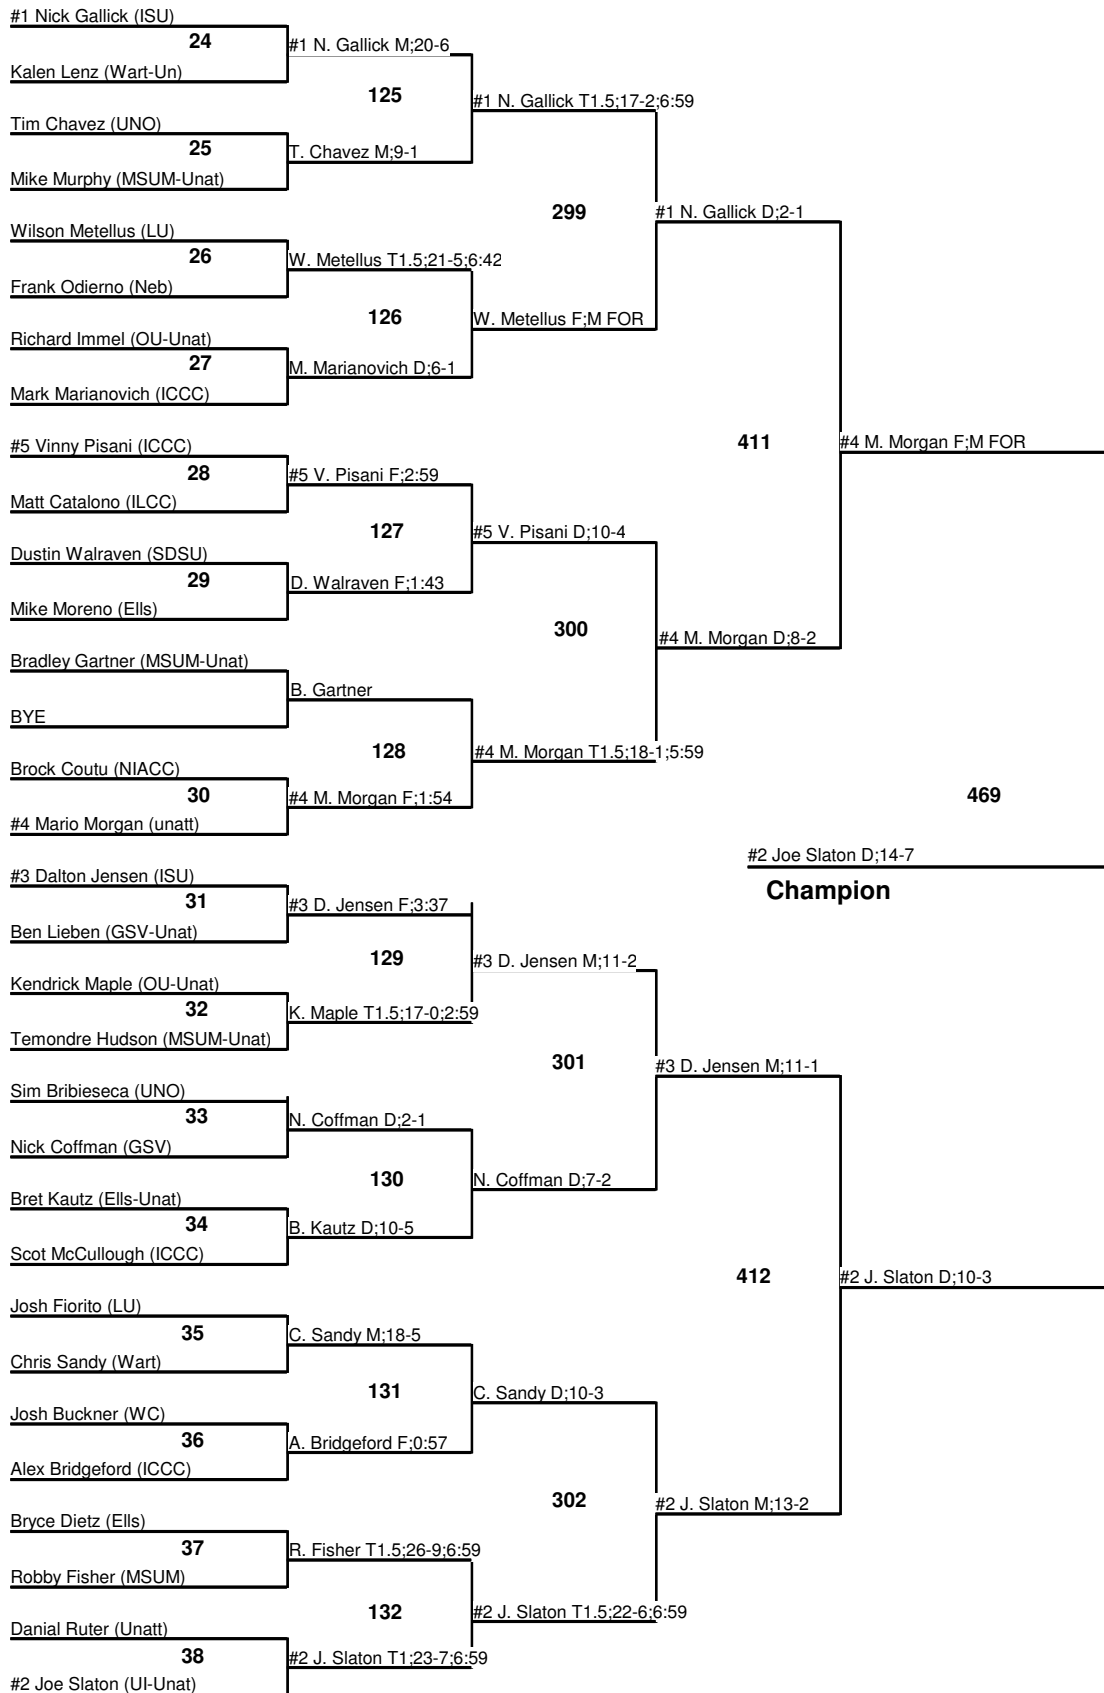 #1 Nick Gallick (ISU)
24
#1 N. Gallick M;20-6
Kalen Lenz (Wart-Un)
125
#1 N. Gallick T1.5;17-2;6:59
Tim Chavez (UNO)
25
T. Chavez M;9-1
Mike Murphy (MSUM-Unat)
299
#1 N. Gallick D;2-1
Wilson Metellus (LU)
26
W. Metellus T1.5;21-5;6:42
Frank Odierno (Neb)
126
W. Metellus F;M FOR
Richard Immel (OU-Unat)
27
M. Marianovich D;6-1
Mark Marianovich (ICCC)
411
#4 M. Morgan F;M FOR
#5 Vinny Pisani (ICCC)
28
#5 V. Pisani F;2:59
Matt Catalono (ILCC)
127
#5 V. Pisani D;10-4
Dustin Walraven (SDSU)
29
D. Walraven F;1:43
Mike Moreno (Ells)
300
#4 M. Morgan D;8-2
Bradley Gartner (MSUM-Unat)
B. Gartner
BYE
128
#4 M. Morgan T1.5;18-1;5:59
Brock Coutu (NIACC)
30
#4 M. Morgan F;1:54
#4 Mario Morgan (unatt)
469
#2 Joe Slaton D;14-7
Champion
#3 Dalton Jensen (ISU)
31
#3 D. Jensen F;3:37
Ben Lieben (GSV-Unat)
129
#3 D. Jensen M;11-2
Kendrick Maple (OU-Unat)
32
K. Maple T1.5;17-0;2:59
Temondre Hudson (MSUM-Unat)
301
#3 D. Jensen M;11-1
Sim Bribieseca (UNO)
33
N. Coffman D;2-1
Nick Coffman (GSV)
130
N. Coffman D;7-2
Bret Kautz (Ells-Unat)
34
B. Kautz D;10-5
Scot McCullough (ICCC)
412
#2 J. Slaton D;10-3
Josh Fiorito (LU)
35
C. Sandy M;18-5
Chris Sandy (Wart)
131
C. Sandy D;10-3
Josh Buckner (WC)
36
A. Bridgeford F;0:57
Alex Bridgeford (ICCC)
302
#2 J. Slaton M;13-2
Bryce Dietz (Ells)
37
R. Fisher T1.5;26-9;6:59
Robby Fisher (MSUM)
132
#2 J. Slaton T1.5;22-6;6:59
Danial Ruter (Unatt)
38
#2 J. Slaton T1;23-7;6:59
#2 Joe Slaton (UI-Unat)